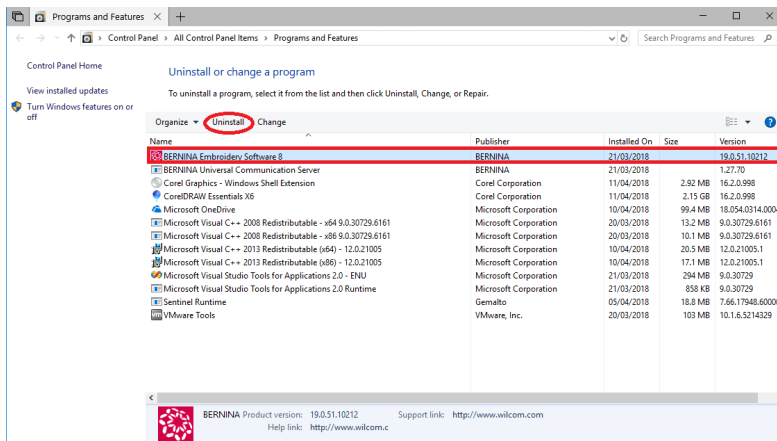 Programs and Features
Control Panel > All Control Panel Items > Programs and Features
Search Programs and Features
Control Panel Home
View installed updates
Turn Windows features on or off
Uninstall or change a program
To uninstall a program, select it from the list and then click Uninstall, Change, or Repair.
Organize Uninstall Change
Name Publisher Installed On Size Version
BERNINA Embroidery Software 8 BERNINA 21/03/2018 19.0.51.10212
BERNINA Universal Communication Server BERNINA 21/03/2018 1.27.70
Corel Graphics - Windows Shell Extension Corel Corporation 11/04/2018 2.92 MB 16.2.0.998
CorelDRAW Essentials X6 Corel Corporation 11/04/2018 2.15 GB 16.2.0.998
Microsoft OneDrive Microsoft Corporation 10/04/2018 99.4 MB 18.054.0314.000
Microsoft Visual C++ 2008 Redistributable - x64 9.0.30729.6161 Microsoft Corporation 20/03/2018 13.2 MB 9.0.30729.6161
Microsoft Visual C++ 2008 Redistributable - x86 9.0.30729.6161 Microsoft Corporation 20/03/2018 10.1 MB 9.0.30729.6161
Microsoft Visual C++ 2013 Redistributable (x64) - 12.0.21005 Microsoft Corporation 10/04/2018 20.5 MB 12.0.21005.1
Microsoft Visual C++ 2013 Redistributable (x86) - 12.0.21005 Microsoft Corporation 10/04/2018 17.1 MB 12.0.21005.1
Microsoft Visual Studio Tools for Applications 2.0 - ENU Microsoft Corporation 21/03/2018 294 MB 9.0.30729
Microsoft Visual Studio Tools for Applications 2.0 Runtime Microsoft Corporation 21/03/2018 858 KB 9.0.30729
Sentinel Runtime Gemalto 05/04/2018 18.8 MB 7.66.17948.6000
VMware Tools VMware, Inc. 20/03/2018 103 MB 10.1.6.5214329
BERNINA Product version: 19.0.51.10212 Support link: http://www.wilcom.com
Help link: http://www.wilcom.c